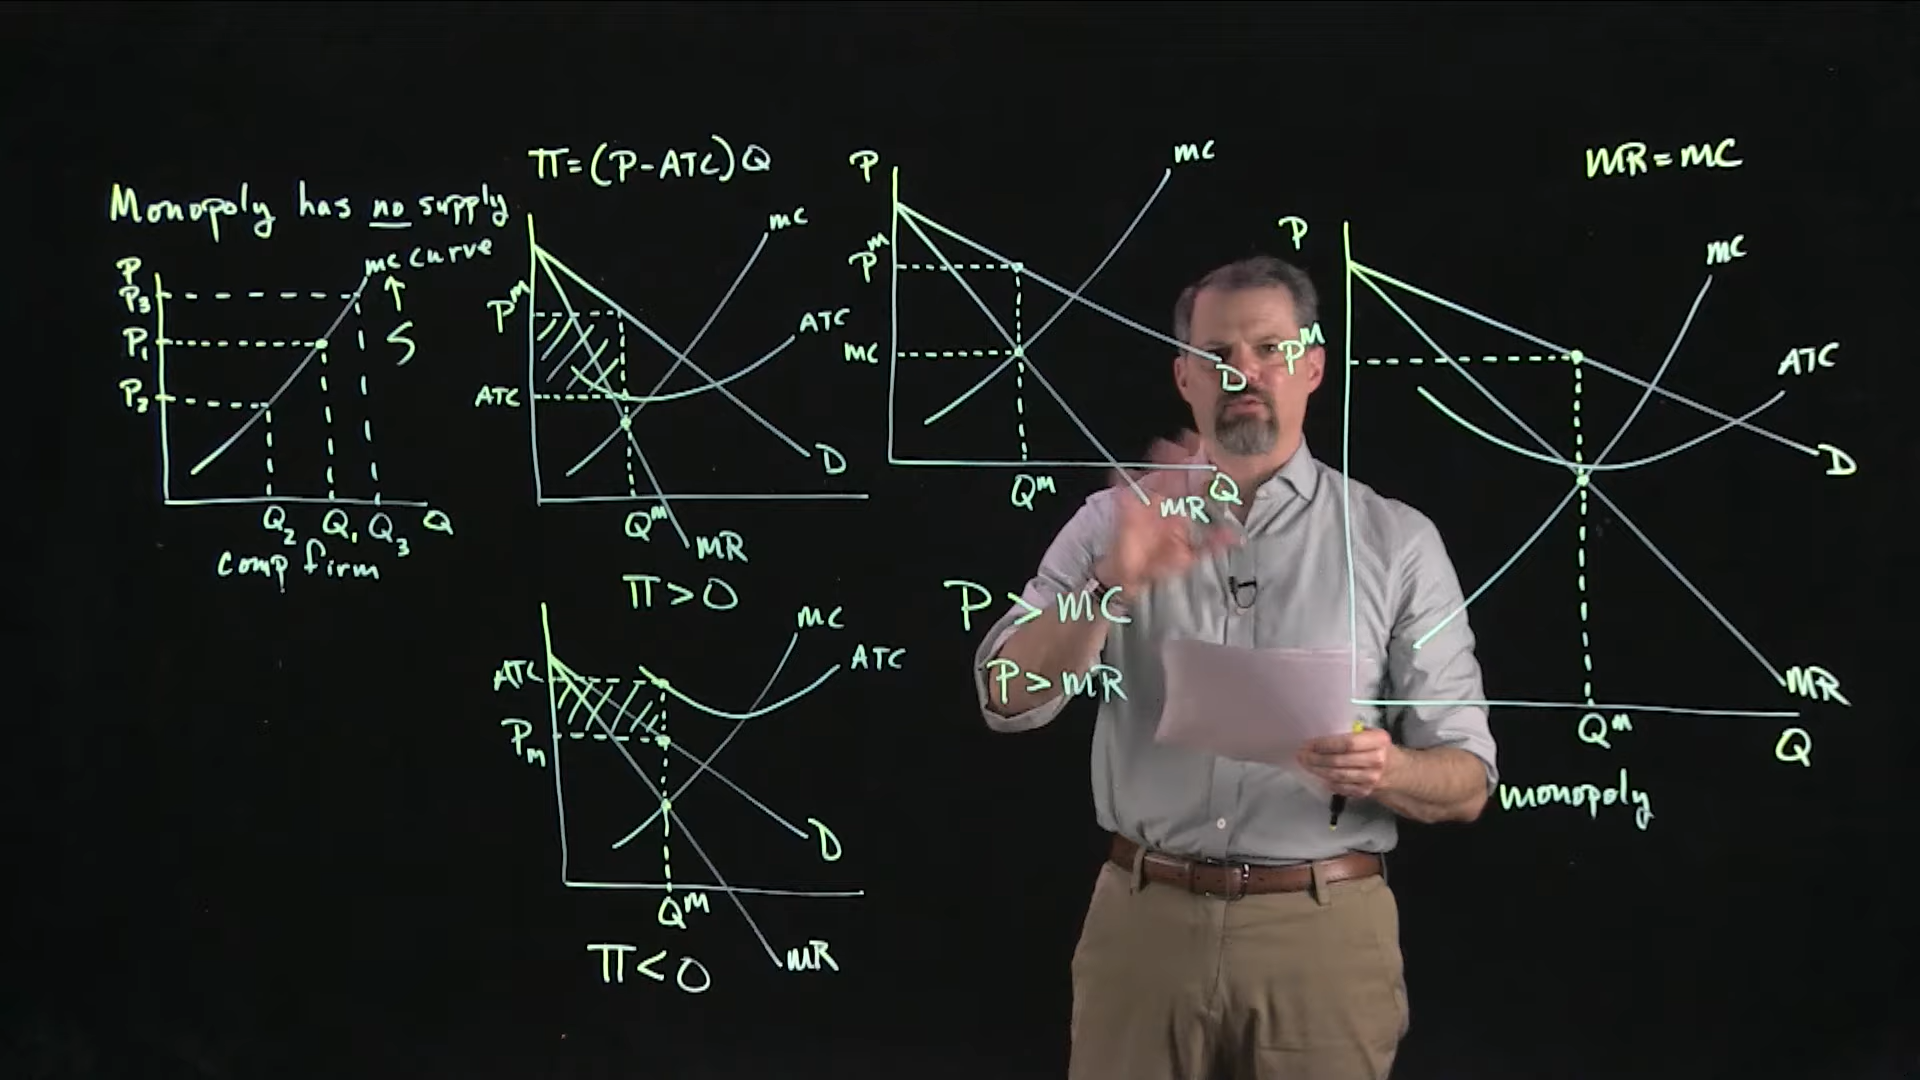 Monopoly has no supply
curve
P
P3
P1
P2
MC
S
Q2 Q1 Q3 Q
comp firm
π=(P-ATC)Q
MC
ATC
P^M
ATC
D
Q^M
MR
π>0
MC
ATC
ATC
Pm
D
Q^M
MR
π<0
P
MC
P^M
MC
D
Q^M
Q
MR
P>MC
P>MR
MR=MC
P
MC
ATC
P^M
D
MR
Q^M
Q
monopoly